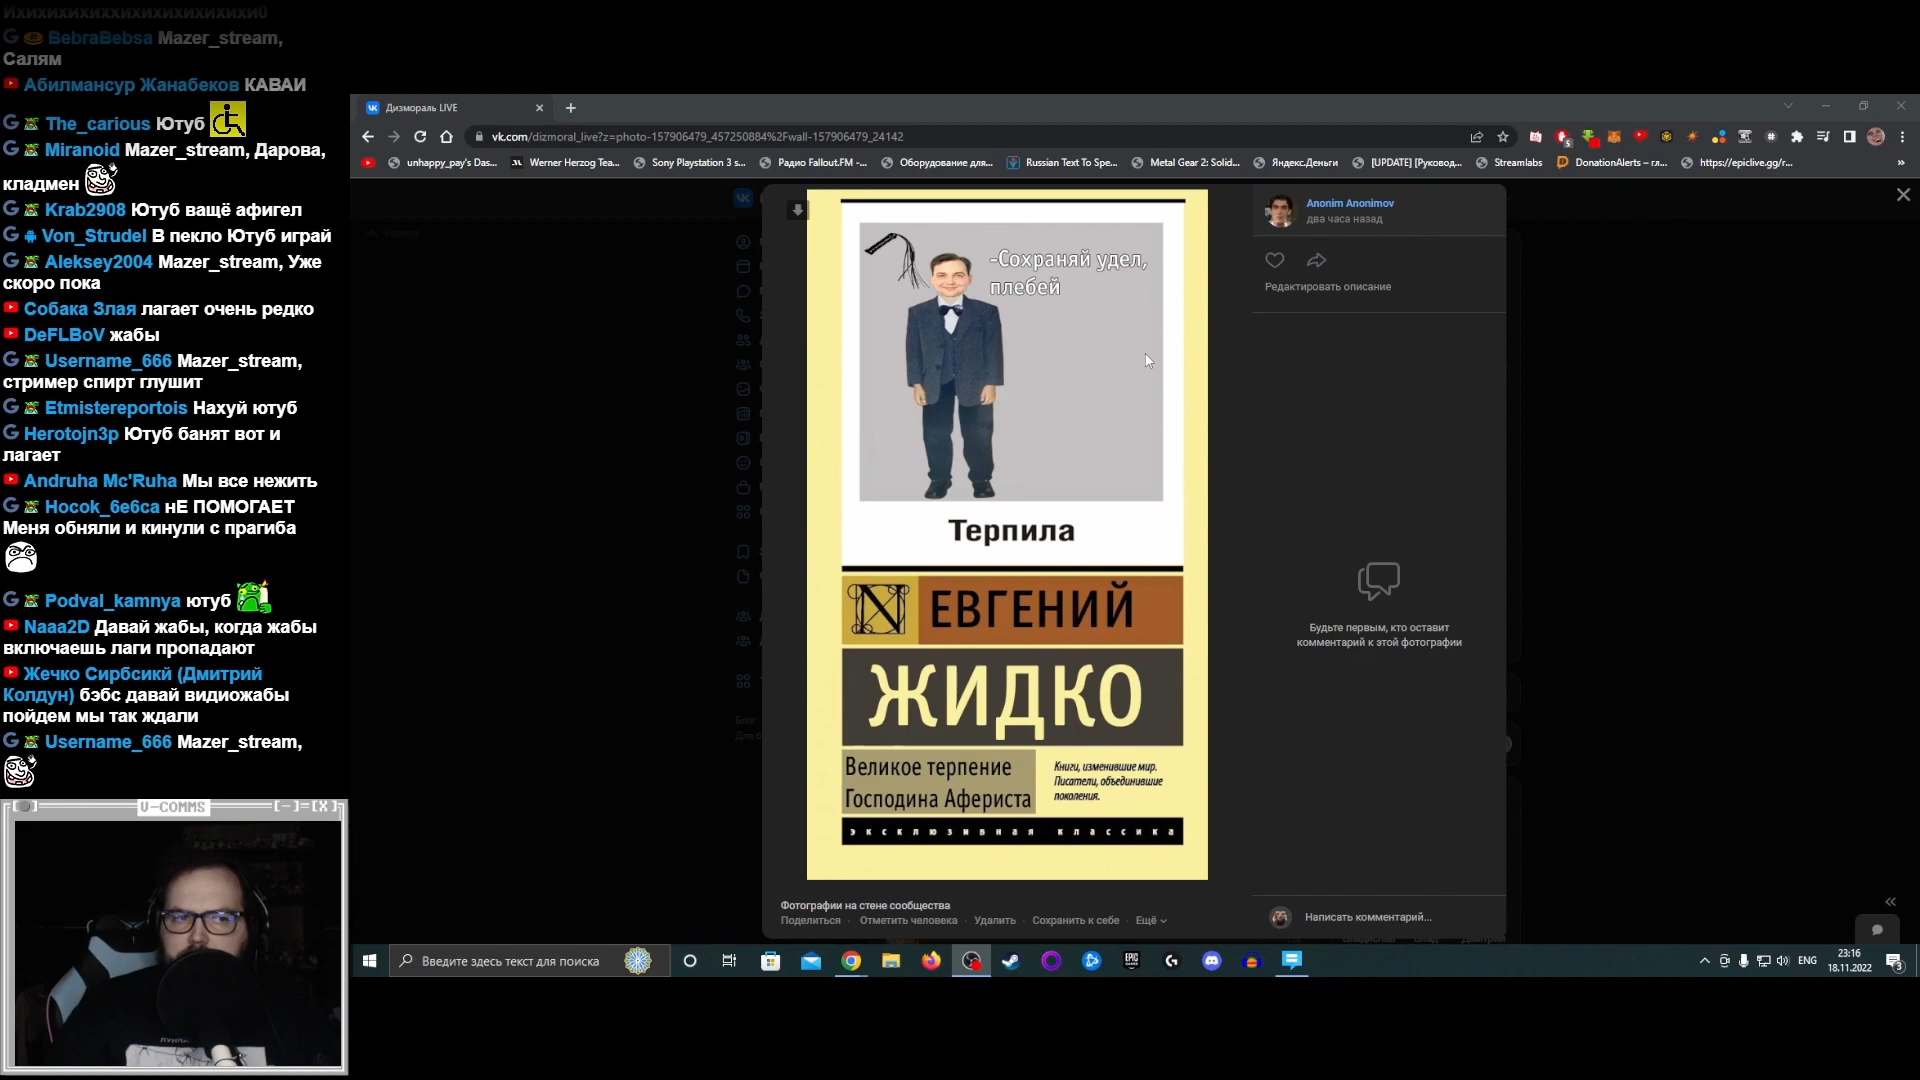 Ихихихихиххихихихихихи0
BebraBebsa Mazer_stream,
Салям
Абилмансур Жанабеков КАВАИ
The_carious Ютуб
Miranoid Mazer_stream, Дарова,
кладмен
Krab2908 Ютуб ващё афигел
Von_Strudel В пекло Ютуб играй
Aleksey2004 Mazer_stream, Уже
скоро пока
Собака Злая лагает очень редко
DeFLBoV жабы
Username_666 Mazer_stream,
стример спирт глушит
Etmistereportois Нахуй ютуб
Herotojn3p Ютуб банят вот и
лагает
Andruha Mc'Ruha Мы все нежить
Hocok_6e6ca нЕ ПОМОГАЕТ
Меня обняли и кинули с прагиба
Podval_kamnya ютуб
Naaa2D Давай жабы, когда жабы
включаешь лаги пропадают
Жечко Сирбсикй (Дмитрий
Колдун) бэбс давай видиожабы
пойдем мы так ждали
Username_666 Mazer_stream,
V-COMMS [-]=[X]
Дизмораль LIVE
vk.com/dizmoral_live?z=photo-157906479_457250884%2Fwall-157906479_24142
unhappy_pay's Das... Werner Herzog Tea... Sony Playstation 3 s... Радио Fallout.FM -... Оборудование для... Russian Text To Spe... Metal Gear 2: Solid... Яндекс.Деньги [UPDATE] [Руковод... Streamlabs DonationAlerts – гл... https://epiclive.gg/r...
-Сохраняй удел,
плебей
Терпила
N ЕВГЕНИЙ
ЖИДКО
Великое терпение
Господина Афериста
Книги, изменившие мир.
Писатели, объединившие
поколения.
эксклюзивная классика
Anonim Anonimov
два часа назад
Редактировать описание
Будьте первым, кто оставит
комментарий к этой фотографии
Написать комментарий...
Фотографии на стене сообщества
Поделиться Отметить человека Удалить Сохранить к себе Ещё
Введите здесь текст для поиска
EPIC GAMES
ENG
23:16
18.11.2022
3